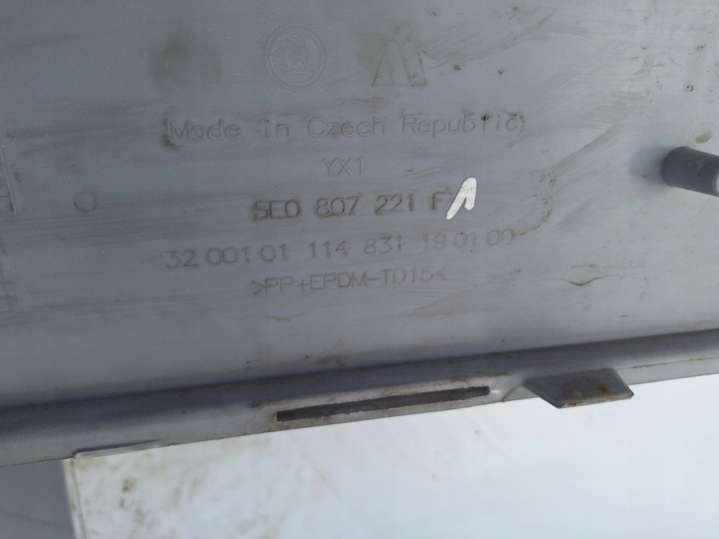 Made in Czech Republic
YX1
5E0 807 221 F
32 001 01 114 831 18 01 00
>PP+EPDM-TD15<